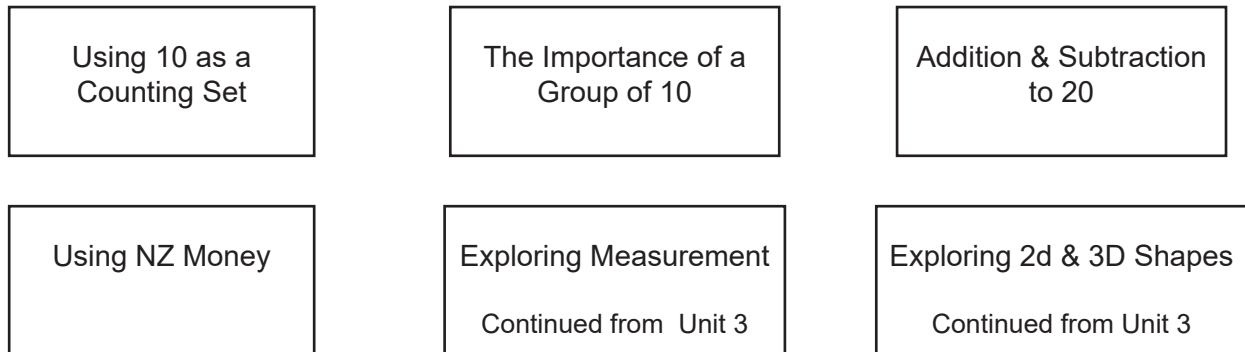 Using 10 as a
Counting Set
The Importance of a
Group of 10
Addition & Subtraction
to 20
Using NZ Money
Exploring Measurement
Continued from Unit 3
Exploring 2d & 3D Shapes
Continued from Unit 3